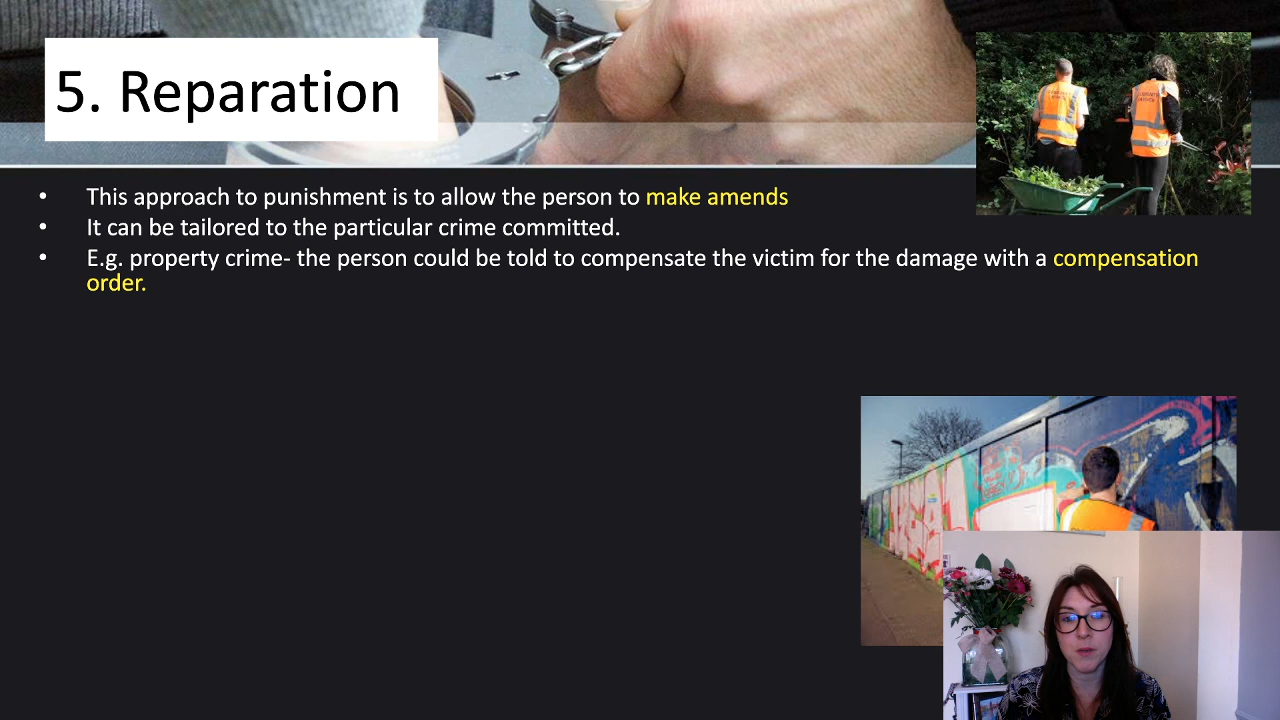 5. Reparation
• This approach to punishment is to allow the person to make amends
• It can be tailored to the particular crime committed.
• E.g. property crime- the person could be told to compensate the victim for the damage with a compensation
order.